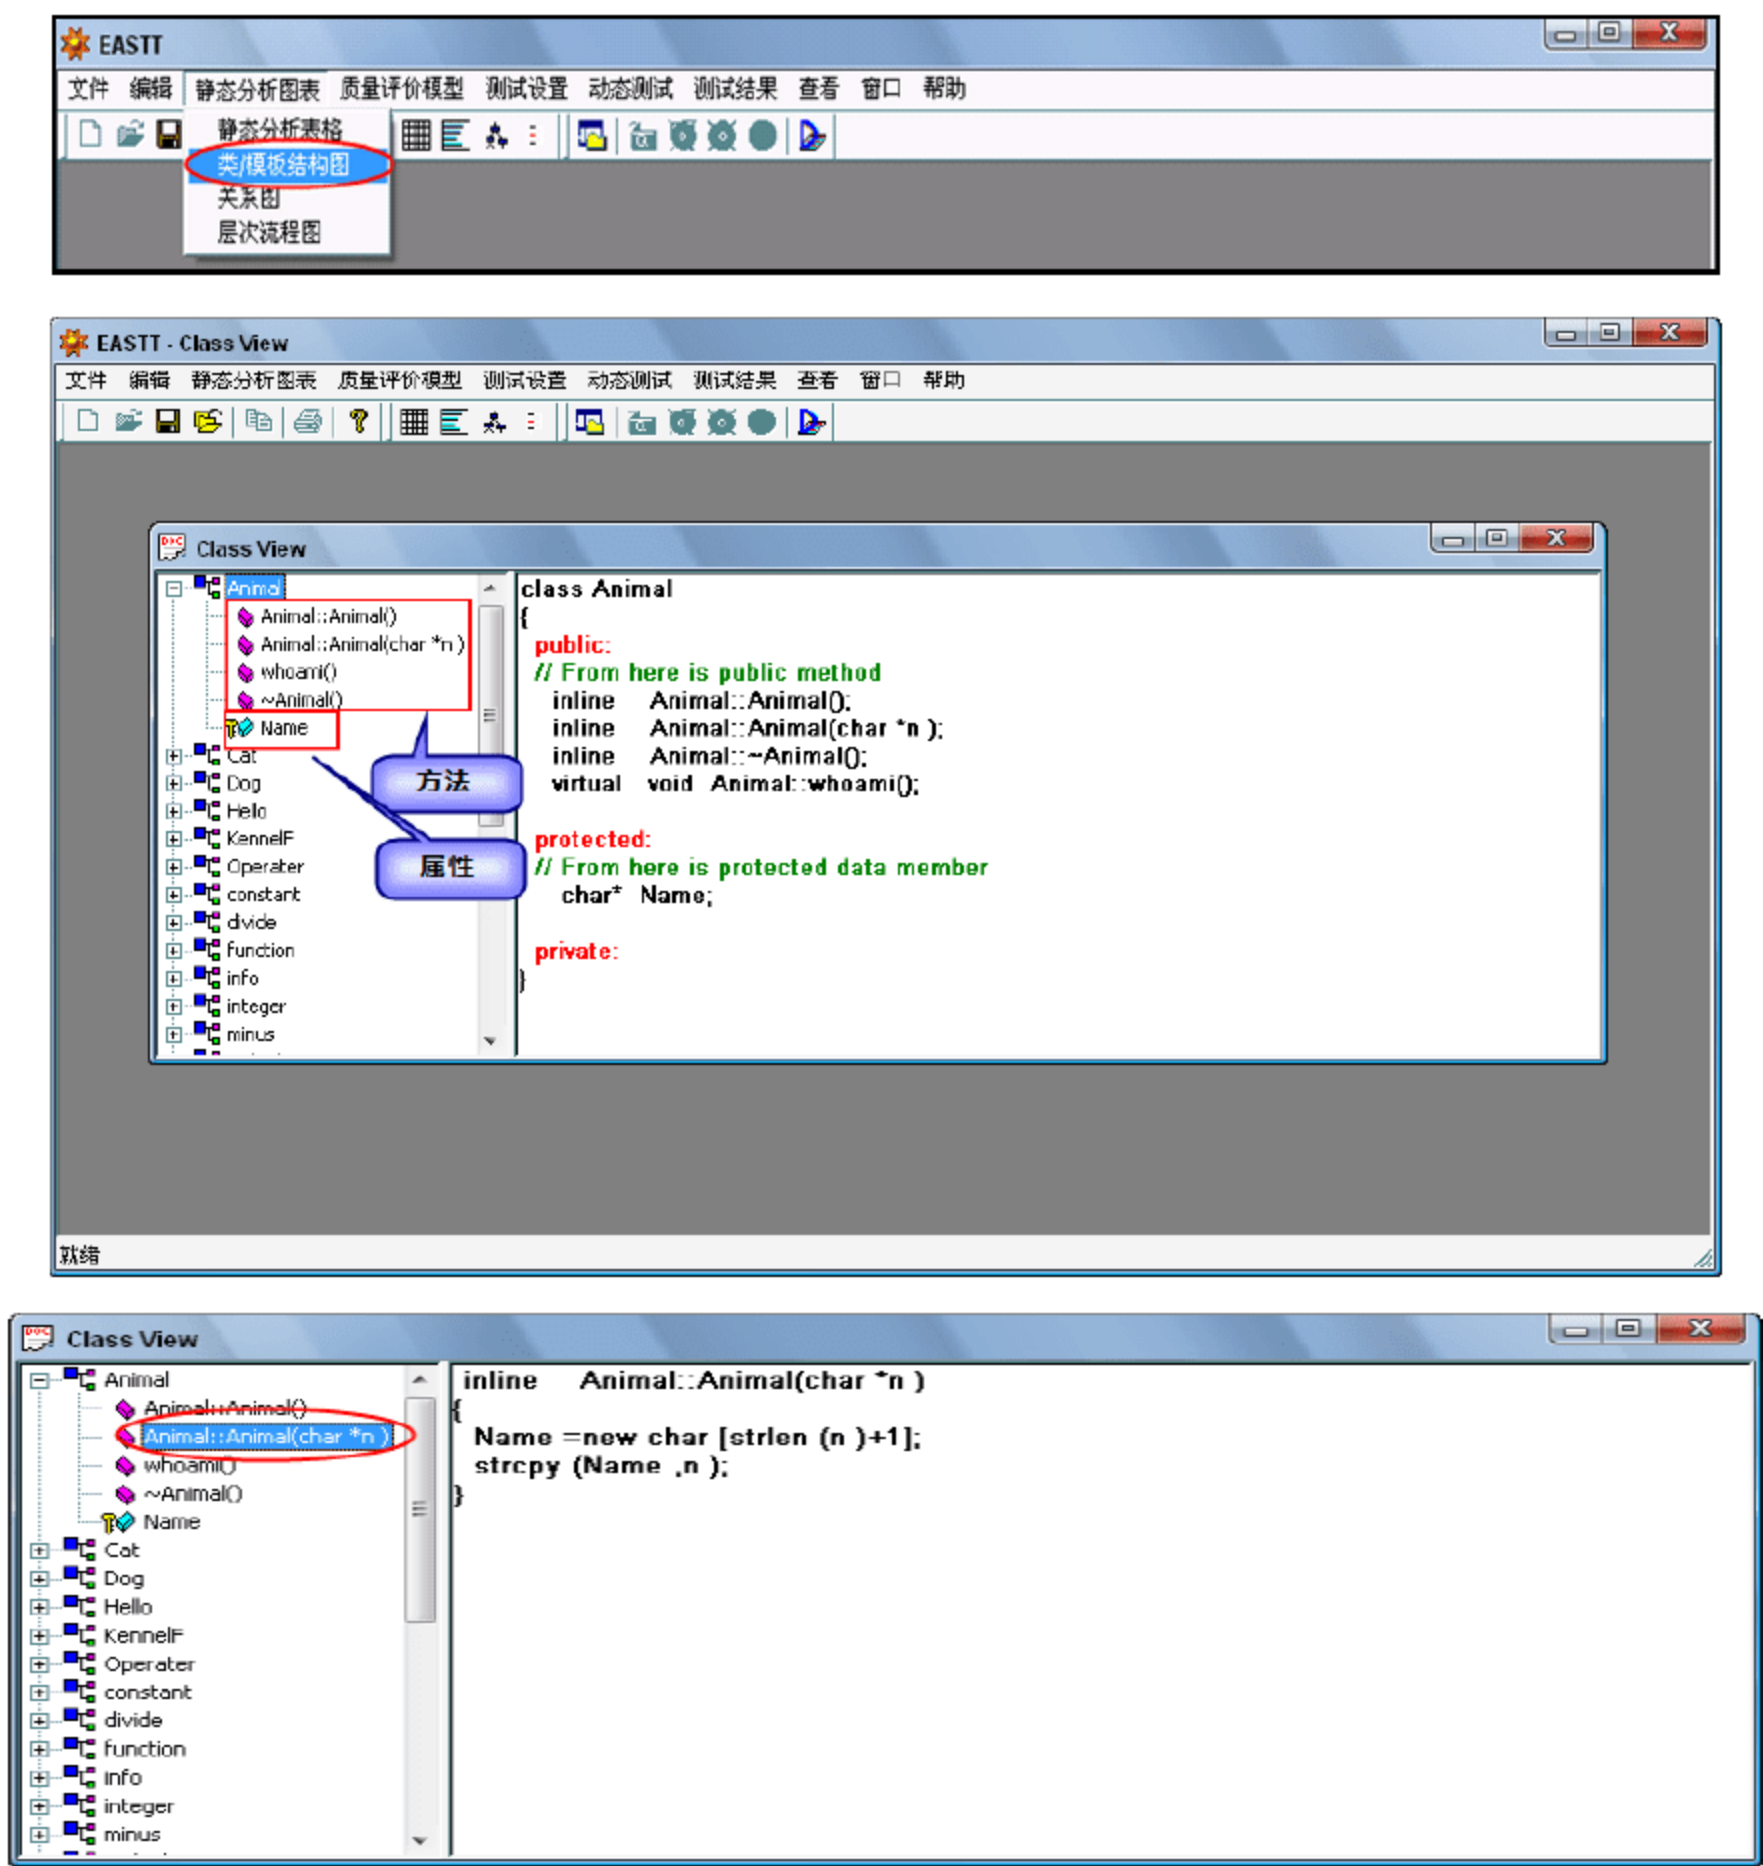 EASTT
文件 编辑 静态分析图表 质量评价模型 测试设置 动态测试 测试结果 查看 窗口 帮助
静态分析表格
类/模板结构图
关系图
层次流程图
EASTT - Class View
文件 编辑 静态分析图表 质量评价模型 测试设置 动态测试 测试结果 查看 窗口 帮助
Class View
Animal
Animal::Animal()
Animal::Animal(char *n )
whoami()
~Animal()
Name
Cat
Dog
Hello
KennelF
Operater
constant
divide
function
info
integer
minus
方法
属性
class Animal
{
public:
// From here is public method
inline Animal::Animal();
inline Animal::Animal(char *n );
inline Animal::~Animal();
virtual void Animal::whoami();
protected:
// From here is protected data member
char* Name;
private:
}
就绪
Class View
Animal
Animal::Animal()
Animal::Animal(char *n )
whoami()
~Animal()
Name
Cat
Dog
Hello
KennelF
Operater
constant
divide
function
info
integer
minus
inline Animal::Animal(char *n )
{
Name =new char [strlen (n )+1];
strcpy (Name ,n );
}